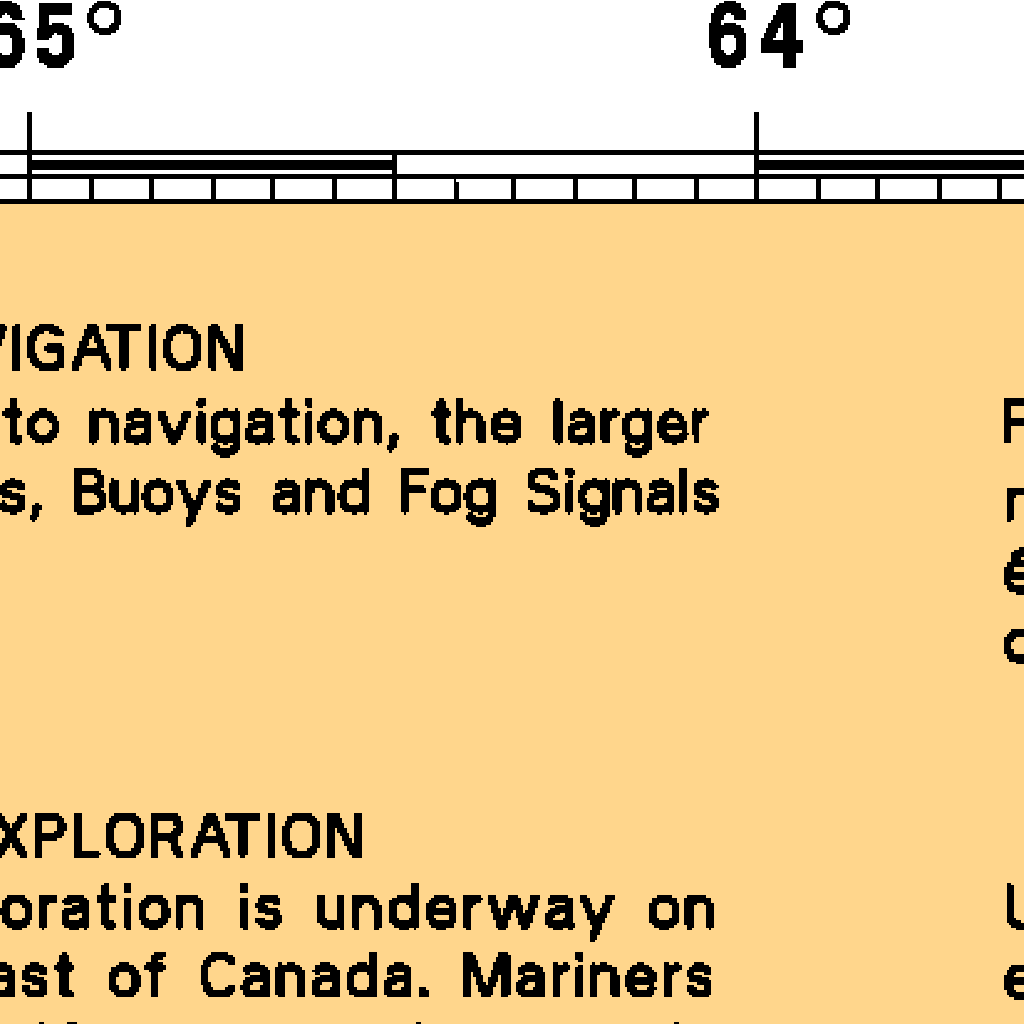 65° 64°
VIGATION
to navigation, the larger
s, Buoys and Fog Signals
XPLORATION
oration is underway on
ast of Canada. Mariners